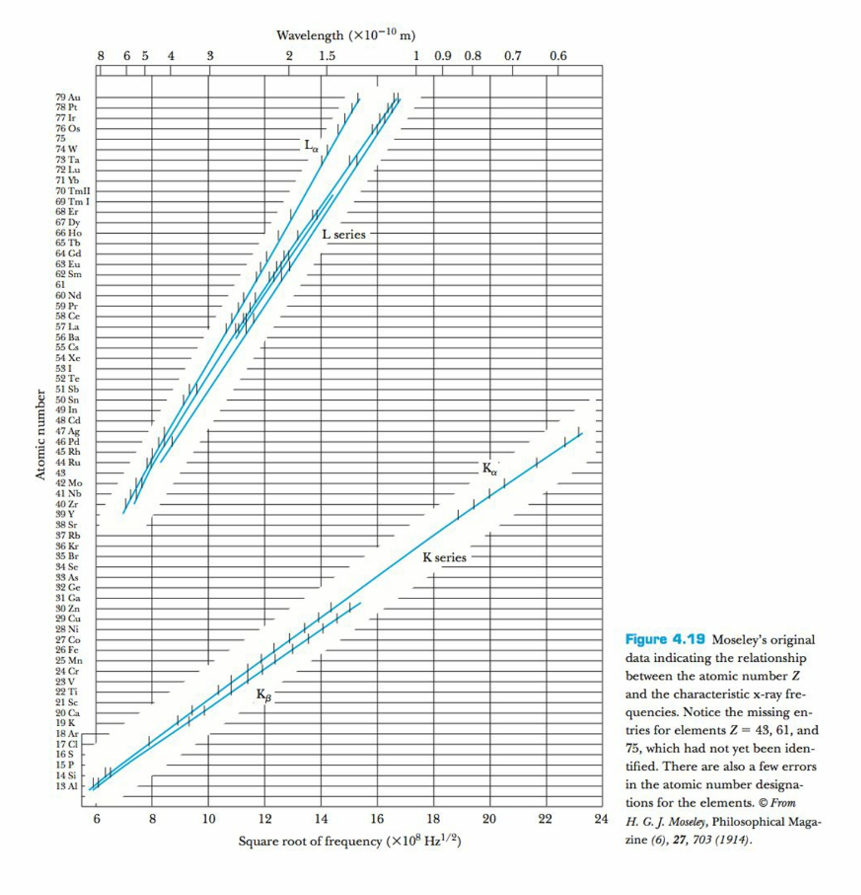 Wavelength (×10⁻¹⁰ m)
8 6 5 4 3 2 1.5 1 0.9 0.8 0.7 0.6
79 Au
78 Pt
77 Ir
76 Os
75
74 W
73 Ta
72 Lu
71 Yb
70 TmII
69 Tm I
68 Er
67 Dy
66 Ho
65 Tb
64 Gd
63 Eu
62 Sm
61
60 Nd
59 Pr
58 Ce
57 La
56 Ba
55 Cs
54 Xe
53 I
52 Te
51 Sb
50 Sn
49 In
48 Cd
47 Ag
46 Pd
45 Rh
44 Ru
43
42 Mo
41 Nb
40 Zr
39 Y
38 Sr
37 Rb
36 Kr
35 Br
34 Se
33 As
32 Ge
31 Ga
30 Zn
29 Cu
28 Ni
27 Co
26 Fe
25 Mn
24 Cr
23 V
22 Ti
21 Sc
20 Ca
19 K
18 Ar
17 Cl
16 S
15 P
14 Si
13 Al
Atomic number
Lα
L series
Kα
K series
Kβ
6 8 10 12 14 16 18 20 22 24
Square root of frequency (×10⁸ Hz¹/²)
Figure 4.19 Moseley's original
data indicating the relationship
between the atomic number Z
and the characteristic x-ray fre-
quencies. Notice the missing en-
tries for elements Z = 43, 61, and
75, which had not yet been iden-
tified. There are also a few errors
in the atomic number designa-
tions for the elements. © From
H. G. J. Moseley, Philosophical Maga-
zine (6), 27, 703 (1914).